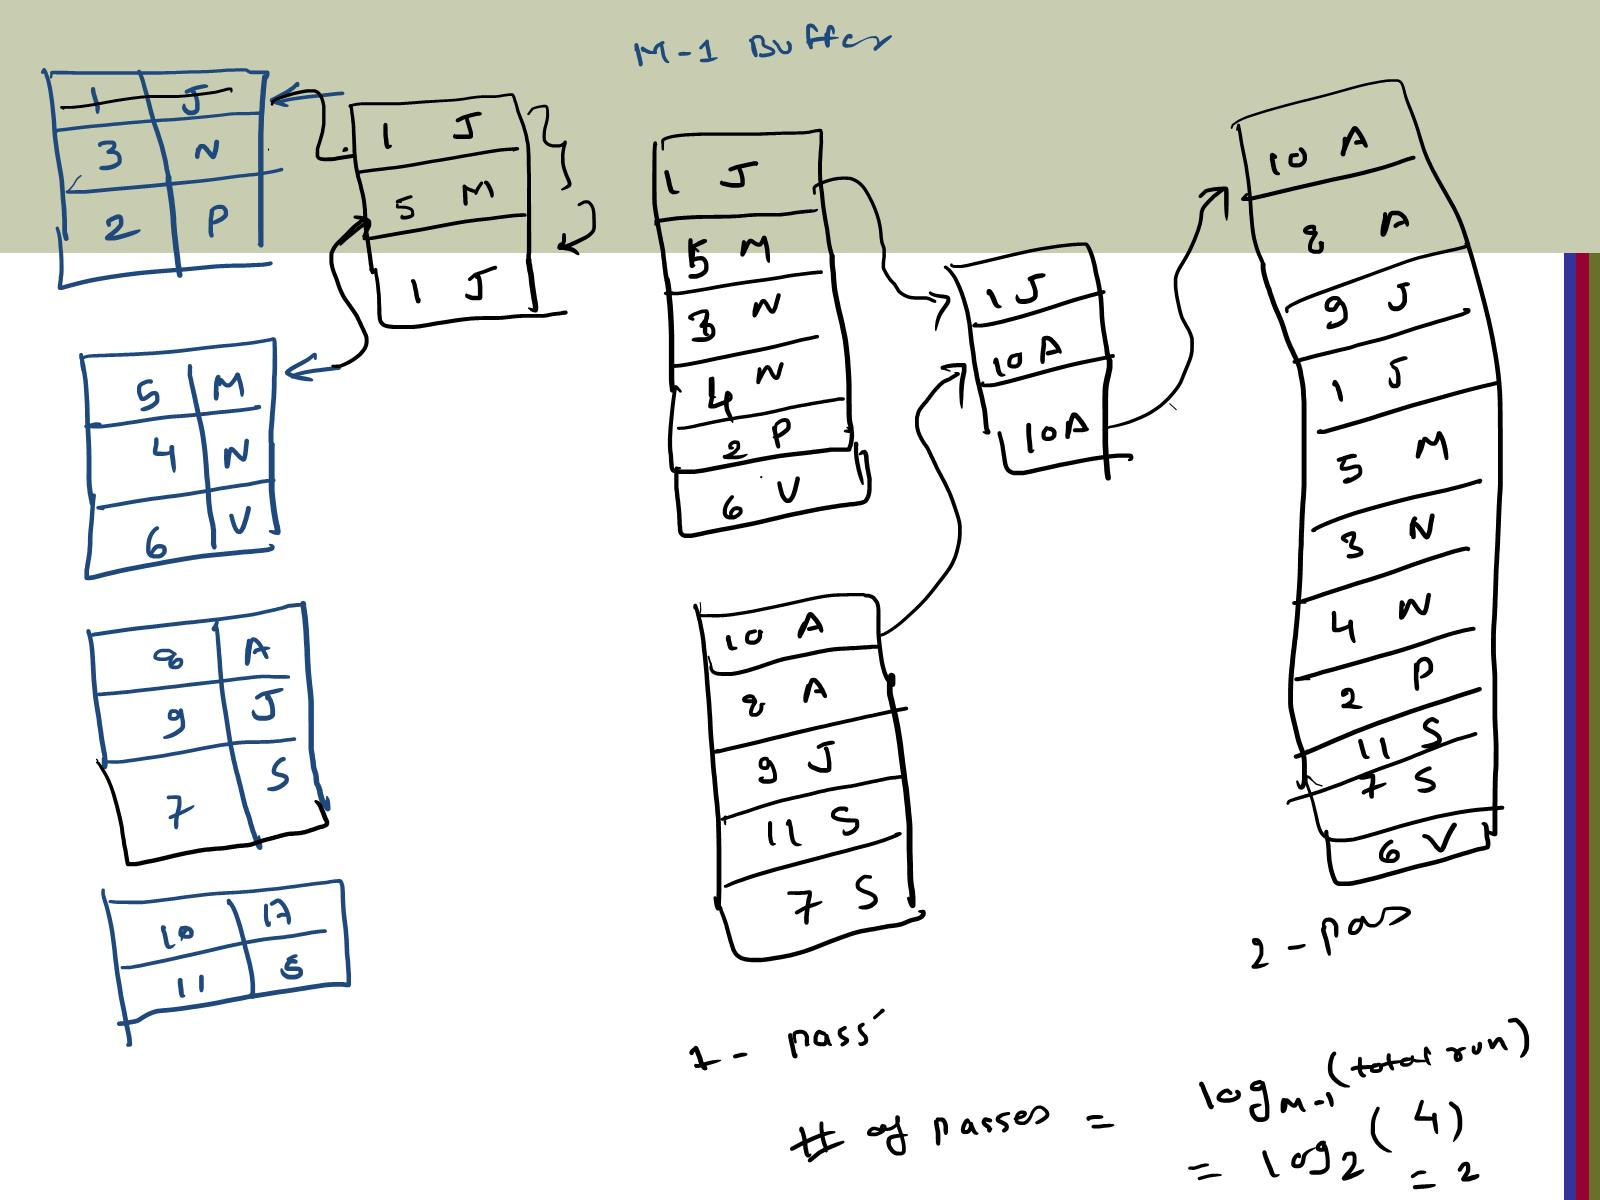 M-1 Buffer
1 J
3 N
2 P
5 M
4 N
6 V
8 A
9 J
7 S
10 A
11 S
1 J
5 M
1 J
1 J
5 M
3 N
4 N
2 P
6 V
10 A
8 A
9 J
11 S
7 S
1 - pass
1 J
10 A
10 A
10 A
8 A
9 J
1 J
5 M
3 N
4 N
2 P
11 S
7 S
6 V
2 - pass
# of passes = log M-1 (total run)
= log 2 (4)
= 2